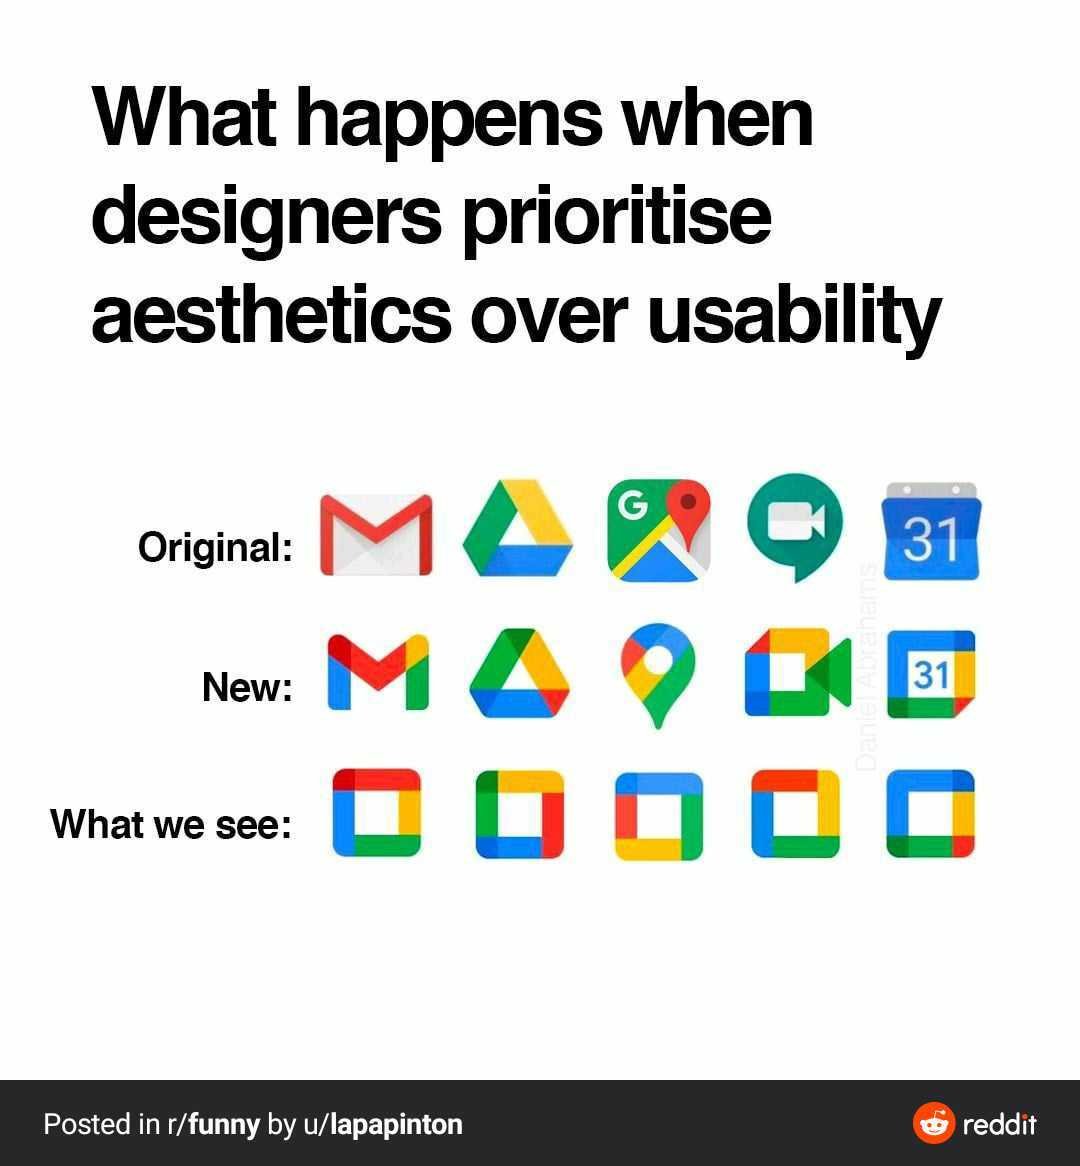 What happens when
designers prioritise
aesthetics over usability
Original:
G
31
New:
31
Daniel Abrahams
What we see:
Posted in r/funny by u/lapapinton
reddit